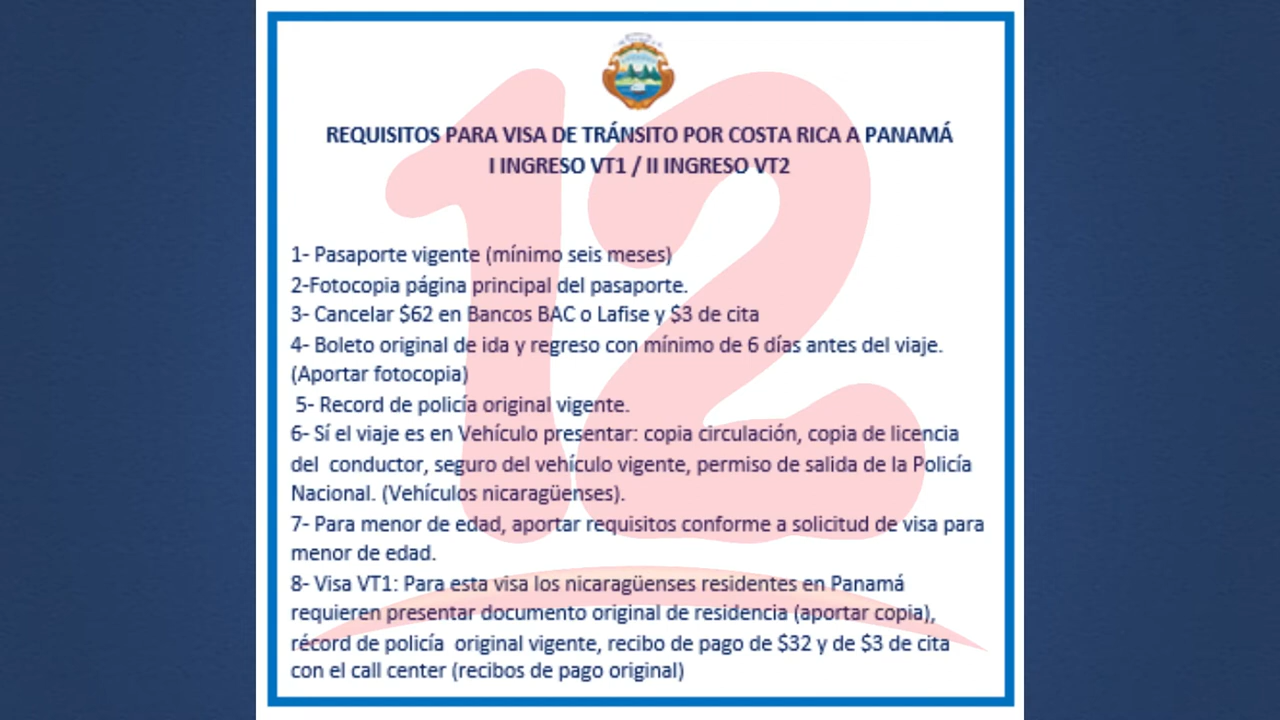 12
REQUISITOS PARA VISA DE TRÁNSITO POR COSTA RICA A PANAMÁ
I INGRESO VT1 / II INGRESO VT2
1- Pasaporte vigente (mínimo seis meses)
2-Fotocopia página principal del pasaporte.
3- Cancelar $62 en Bancos BAC o Lafise y $3 de cita
4- Boleto original de ida y regreso con mínimo de 6 días antes del viaje.
(Aportar fotocopia)
5- Record de policía original vigente.
6- Sí el viaje es en Vehículo presentar: copia circulación, copia de licencia
del conductor, seguro del vehículo vigente, permiso de salida de la Policía
Nacional. (Vehículos nicaragüenses).
7- Para menor de edad, aportar requisitos conforme a solicitud de visa para
menor de edad.
8- Visa VT1: Para esta visa los nicaragüenses residentes en Panamá
requieren presentar documento original de residencia (aportar copia),
récord de policía original vigente, recibo de pago de $32 y de $3 de cita
con el call center (recibos de pago original)